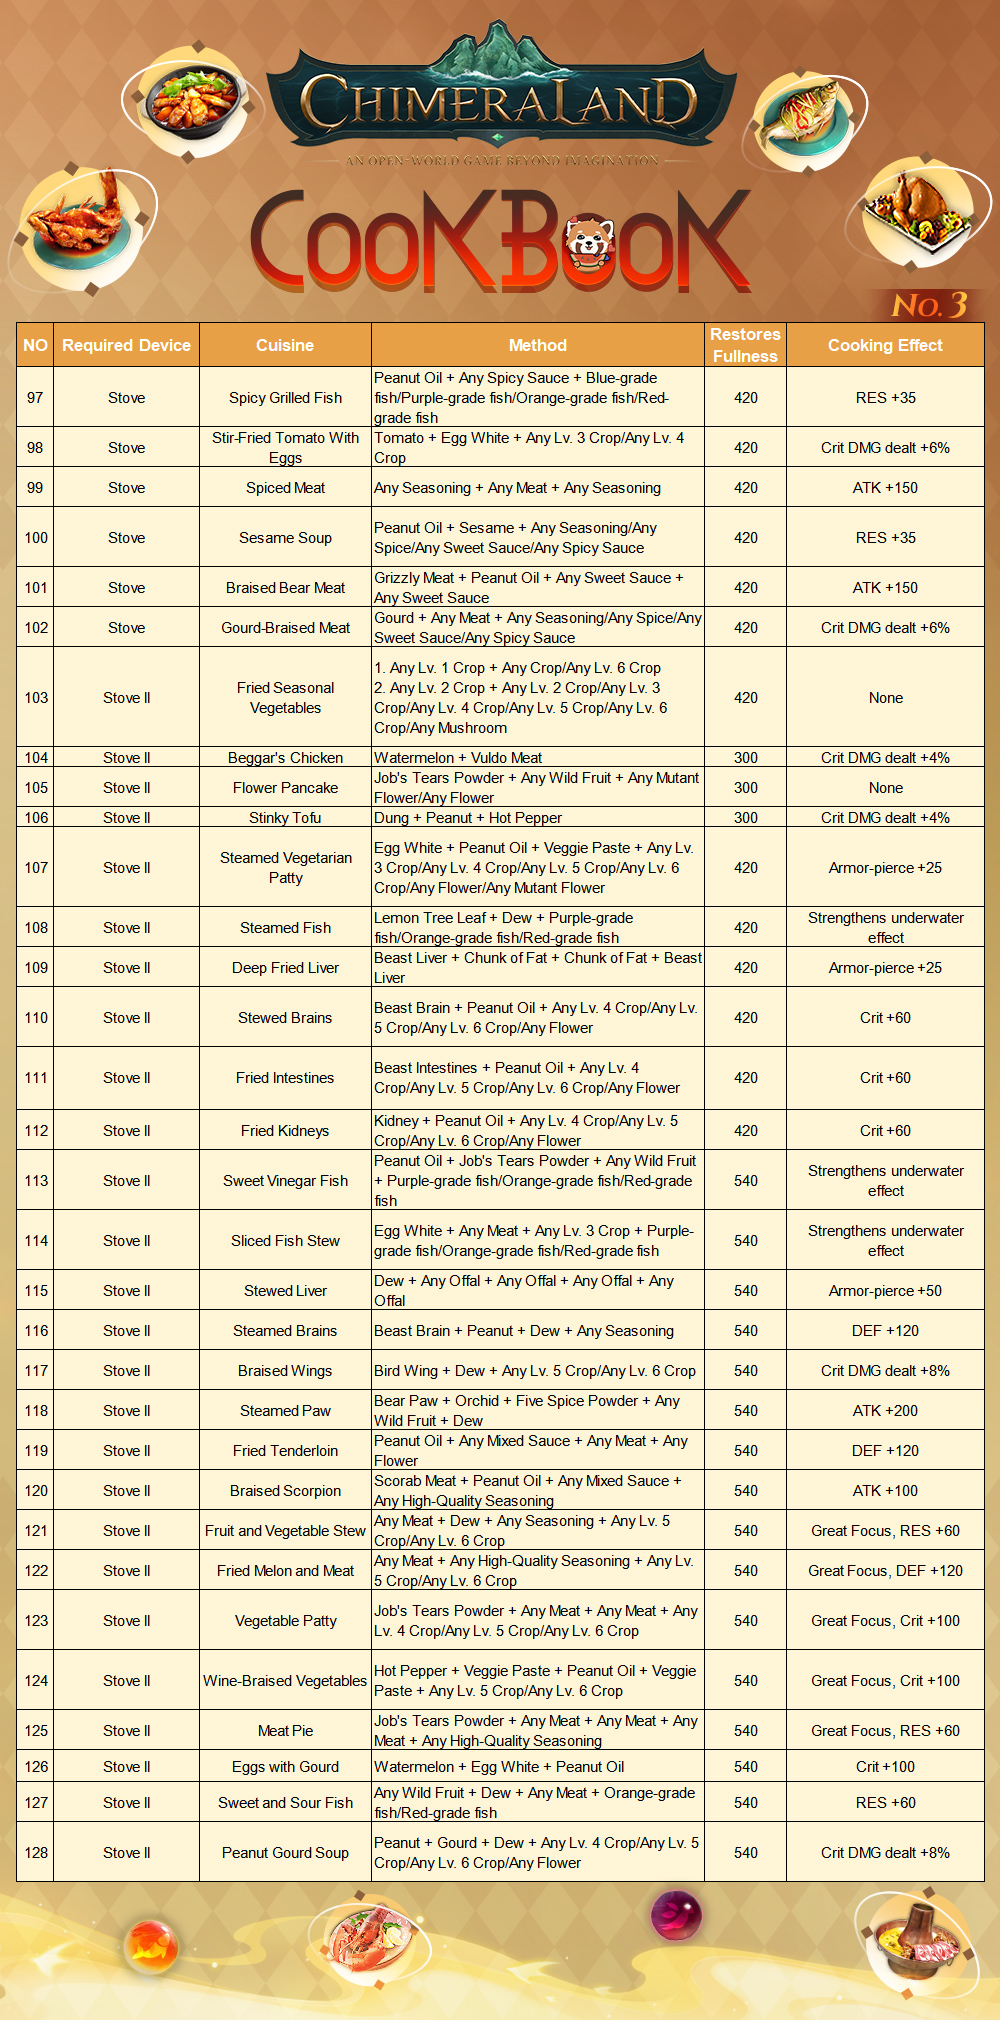 CHIMERALAND
AN OPEN-WORLD GAME BEYOND IMAGINATION
COOKBOOK
No. 3
NO Required Device Cuisine Method Restores Fullness Cooking Effect
97 Stove Spicy Grilled Fish Peanut Oil + Any Spicy Sauce + Blue-grade fish/Purple-grade fish/Orange-grade fish/Red-grade fish 420 RES +35
98 Stove Stir-Fried Tomato With Eggs Tomato + Egg White + Any Lv. 3 Crop/Any Lv. 4 Crop 420 Crit DMG dealt +6%
99 Stove Spiced Meat Any Seasoning + Any Meat + Any Seasoning 420 ATK +150
100 Stove Sesame Soup Peanut Oil + Sesame + Any Seasoning/Any Spice/Any Sweet Sauce/Any Spicy Sauce 420 RES +35
101 Stove Braised Bear Meat Grizzly Meat + Peanut Oil + Any Sweet Sauce + Any Sweet Sauce 420 ATK +150
102 Stove Gourd-Braised Meat Gourd + Any Meat + Any Seasoning/Any Spice/Any Sweet Sauce/Any Spicy Sauce 420 Crit DMG dealt +6%
103 Stove II Fried Seasonal Vegetables 1. Any Lv. 1 Crop + Any Crop/Any Lv. 6 Crop 2. Any Lv. 2 Crop + Any Lv. 2 Crop/Any Lv. 3 Crop/Any Lv. 4 Crop/Any Lv. 5 Crop/Any Lv. 6 Crop/Any Mushroom 420 None
104 Stove II Beggar's Chicken Watermelon + Vuldo Meat 300 Crit DMG dealt +4%
105 Stove II Flower Pancake Job's Tears Powder + Any Wild Fruit + Any Mutant Flower/Any Flower 300 None
106 Stove II Stinky Tofu Dung + Peanut + Hot Pepper 300 Crit DMG dealt +4%
107 Stove II Steamed Vegetarian Patty Egg White + Peanut Oil + Veggie Paste + Any Lv. 3 Crop/Any Lv. 4 Crop/Any Lv. 5 Crop/Any Lv. 6 Crop/Any Flower/Any Mutant Flower 420 Armor-pierce +25
108 Stove II Steamed Fish Lemon Tree Leaf + Dew + Purple-grade fish/Orange-grade fish/Red-grade fish 420 Strengthens underwater effect
109 Stove II Deep Fried Liver Beast Liver + Chunk of Fat + Chunk of Fat + Beast Liver 420 Armor-pierce +25
110 Stove II Stewed Brains Beast Brain + Peanut Oil + Any Lv. 4 Crop/Any Lv. 5 Crop/Any Lv. 6 Crop/Any Flower 420 Crit +60
111 Stove II Fried Intestines Beast Intestines + Peanut Oil + Any Lv. 4 Crop/Any Lv. 5 Crop/Any Lv. 6 Crop/Any Flower 420 Crit +60
112 Stove II Fried Kidneys Kidney + Peanut Oil + Any Lv. 4 Crop/Any Lv. 5 Crop/Any Lv. 6 Crop/Any Flower 420 Crit +60
113 Stove II Sweet Vinegar Fish Peanut Oil + Job's Tears Powder + Any Wild Fruit + Purple-grade fish/Orange-grade fish/Red-grade fish 540 Strengthens underwater effect
114 Stove II Sliced Fish Stew Egg White + Any Meat + Any Lv. 3 Crop + Purple-grade fish/Orange-grade fish/Red-grade fish 540 Strengthens underwater effect
115 Stove II Stewed Liver Dew + Any Offal + Any Offal + Any Offal + Any Offal 540 Armor-pierce +50
116 Stove II Steamed Brains Beast Brain + Peanut + Dew + Any Seasoning 540 DEF +120
117 Stove II Braised Wings Bird Wing + Dew + Any Lv. 5 Crop/Any Lv. 6 Crop 540 Crit DMG dealt +8%
118 Stove II Steamed Paw Bear Paw + Orchid + Five Spice Powder + Any Wild Fruit + Dew 540 ATK +200
119 Stove II Fried Tenderloin Peanut Oil + Any Mixed Sauce + Any Meat + Any Flower 540 DEF +120
120 Stove II Braised Scorpion Scorab Meat + Peanut Oil + Any Mixed Sauce + Any High-Quality Seasoning 540 ATK +100
121 Stove II Fruit and Vegetable Stew Any Meat + Dew + Any Seasoning + Any Lv. 5 Crop/Any Lv. 6 Crop 540 Great Focus, RES +60
122 Stove II Fried Melon and Meat Any Meat + Any High-Quality Seasoning + Any Lv. 5 Crop/Any Lv. 6 Crop 540 Great Focus, DEF +120
123 Stove II Vegetable Patty Job's Tears Powder + Any Meat + Any Meat + Any Lv. 4 Crop/Any Lv. 5 Crop/Any Lv. 6 Crop 540 Great Focus, Crit +100
124 Stove II Wine-Braised Vegetables Hot Pepper + Veggie Paste + Peanut Oil + Veggie Paste + Any Lv. 5 Crop/Any Lv. 6 Crop 540 Great Focus, Crit +100
125 Stove II Meat Pie Job's Tears Powder + Any Meat + Any Meat + Any Meat + Any High-Quality Seasoning 540 Great Focus, RES +60
126 Stove II Eggs with Gourd Watermelon + Egg White + Peanut Oil 540 Crit +100
127 Stove II Sweet and Sour Fish Any Wild Fruit + Dew + Any Meat + Orange-grade fish/Red-grade fish 540 RES +60
128 Stove II Peanut Gourd Soup Peanut + Gourd + Dew + Any Lv. 4 Crop/Any Lv. 5 Crop/Any Lv. 6 Crop/Any Flower 540 Crit DMG dealt +8%